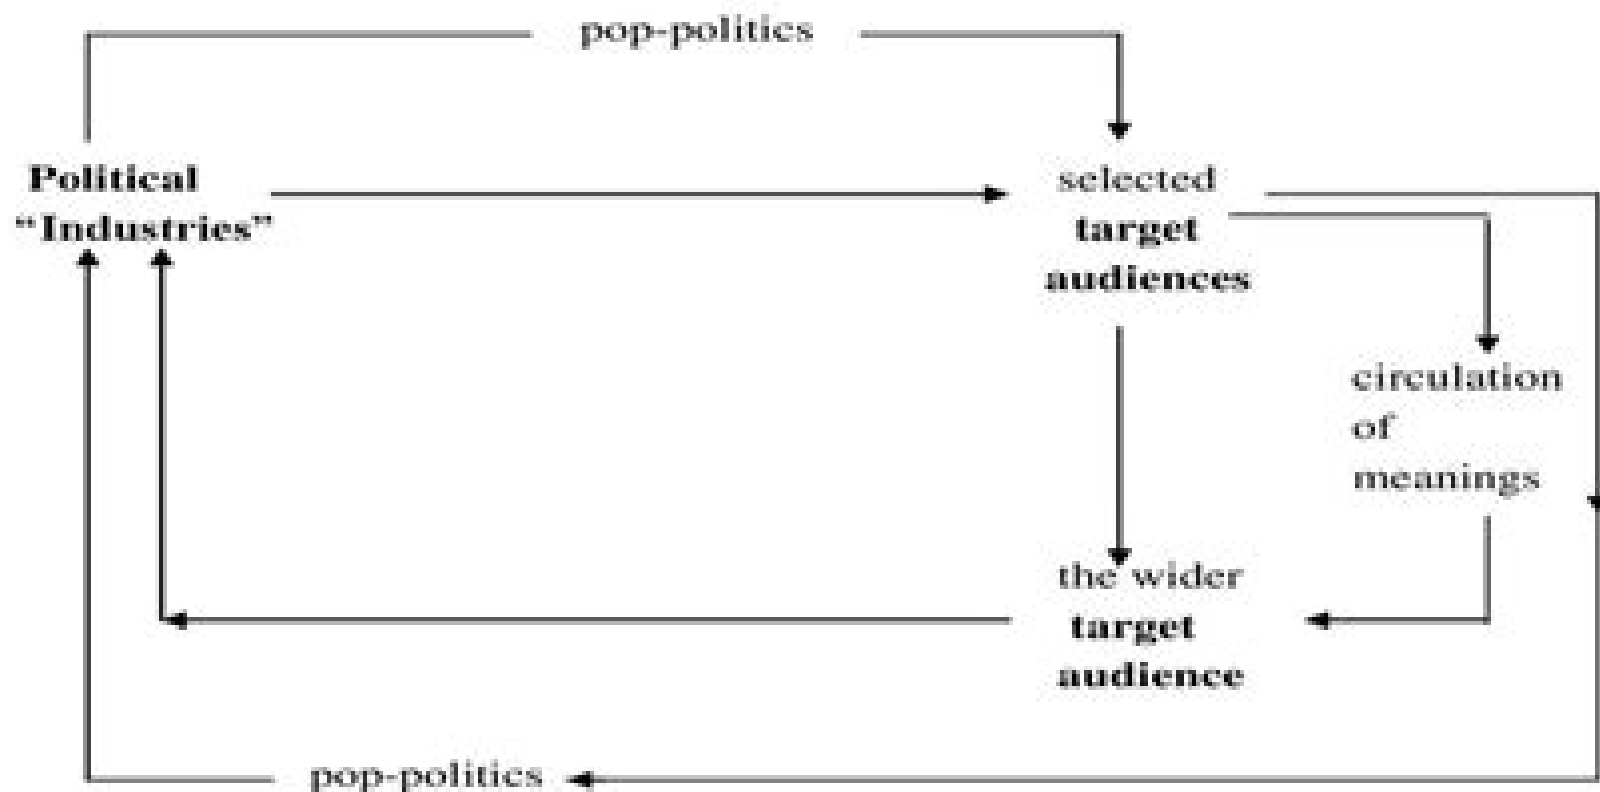 pop-politics
Political
“Industries”
selected
target
audiences
circulation
of
meanings
the wider
target
audience
pop-politics